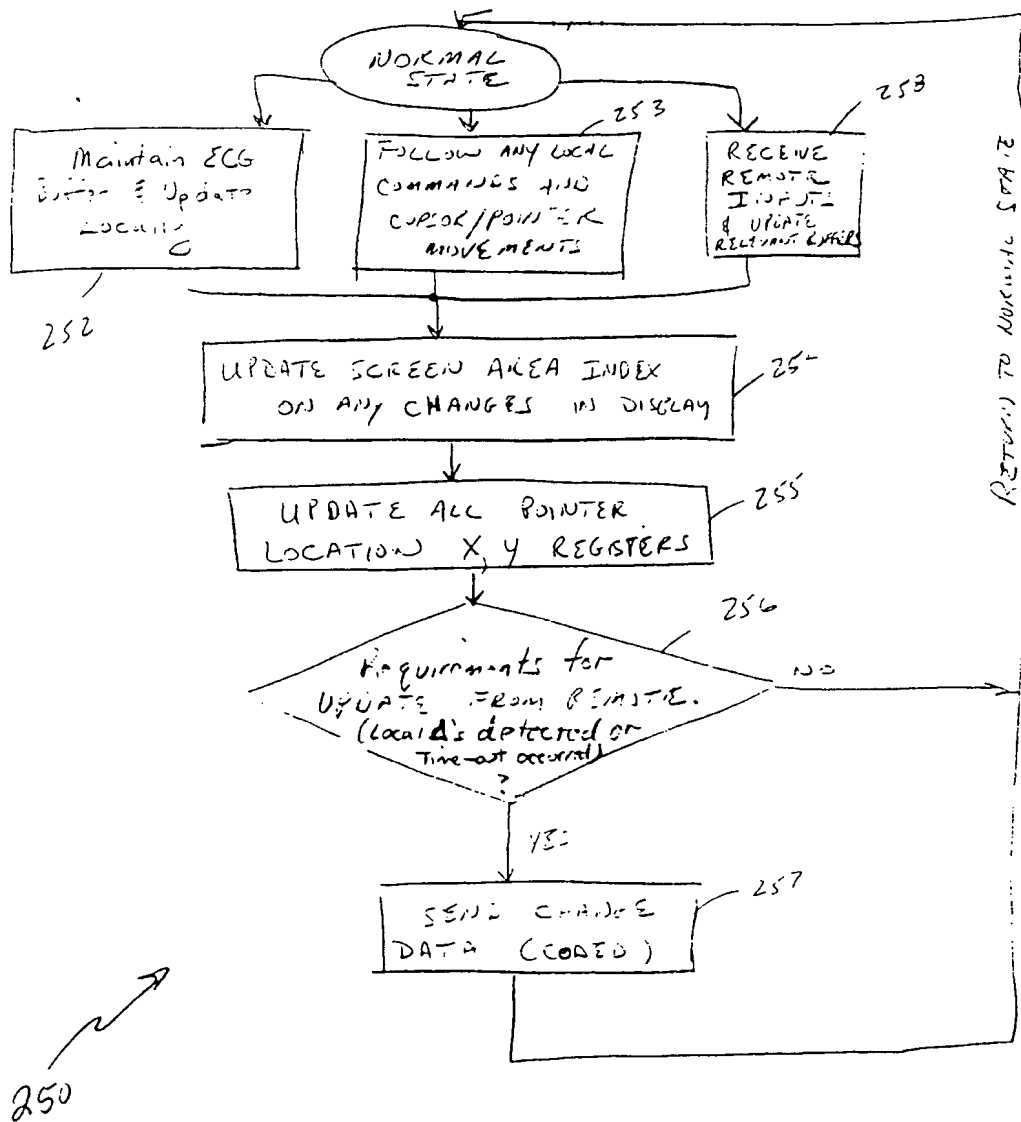 NORMAL
STATE
253
253
Maintain ECG
& Update
FOLLOW ANY LOCAL
COMMANDS AND
CURSOR/POINTER
MOVEMENTS
RECEIVE
REMOTE
INPUTS
& UPDATE
RELEVANT BUFFERS
252
UPDATE SCREEN AREA INDEX
ON ANY CHANGES IN DISPLAY
25
UPDATE ALL POINTER
LOCATION X, Y REGISTERS
255
RETURN TO NORMAL STATE
256
Requirements for
UPDATE FROM REMOTE.
(Local Δ's detected or
Time-out occurred)
?
NO
YES
SEND CHANGE
DATA (CODED)
257
250